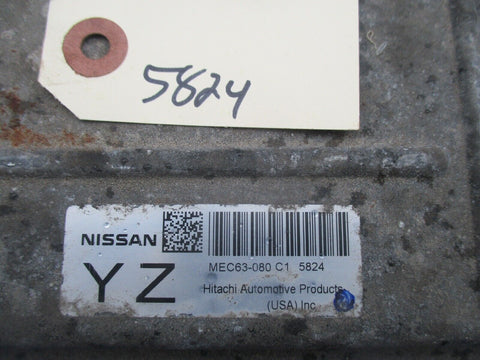 5824
NISSAN
MEC63-080 C1 5824
YZ
Hitachi Automotive Products
(USA) Inc